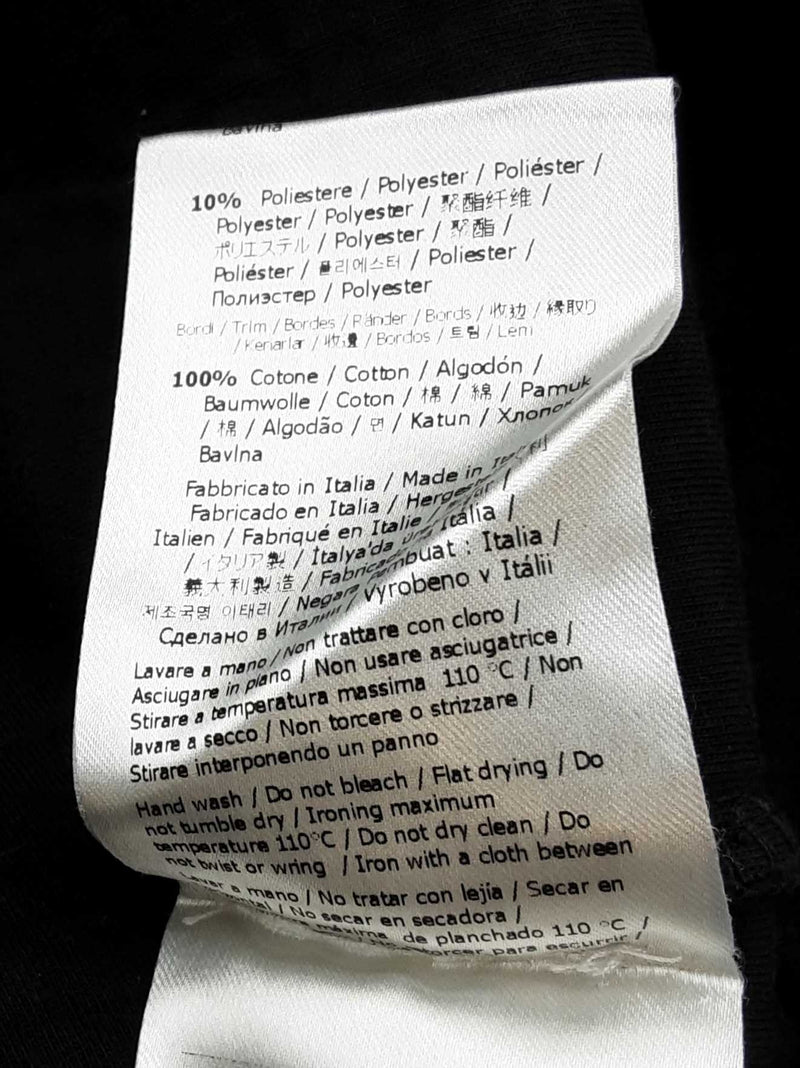 Bavlna
10% Poliestere / Polyester / Poliéster /
Polyester / Polyester / 聚酯纤维 /
ポリエステル / Polyester / 聚酯 /
Poliéster / 폴리에스터 / Poliester /
Полиэстер / Polyester
Bordi / Trim / Bordes / Ränder / Bords / 收边 / 縁取り
/ Kenarlar / 收邊 / Bordos / 트림 / Lem
100% Cotone / Cotton / Algodón /
Baumwolle / Coton / 棉 / 綿 / Pamuk
/ 棉 / Algodão / 면 / Katun / Хлопок
Bavlna
Fabbricato in Italia / Made in
Fabricado en Italia /
Italien / Fabriqué en Italie /
/ イタリア製 / İtalya'da / Itália /
義大利製造 / : Italia /
제조국명 이태리 / Negara / Vyrobeno v Itálii
Сделано в Италии
Lavare a mano / Non trattare con cloro /
Asciugare in piano / Non usare asciugatrice /
Stirare a temperatura massima 110 °C / Non
lavare a secco / Non torcere o strizzare /
Stirare interponendo un panno
Hand wash / Do not bleach / Flat drying / Do
not tumble dry / Ironing maximum
temperature 110°C / Do not dry clean / Do
not twist or wring / Iron with a cloth between
Lavar a mano / No tratar con lejía / Secar en
/ No secar en secadora /
máxima de planchado 110 °C /
para escurrir /